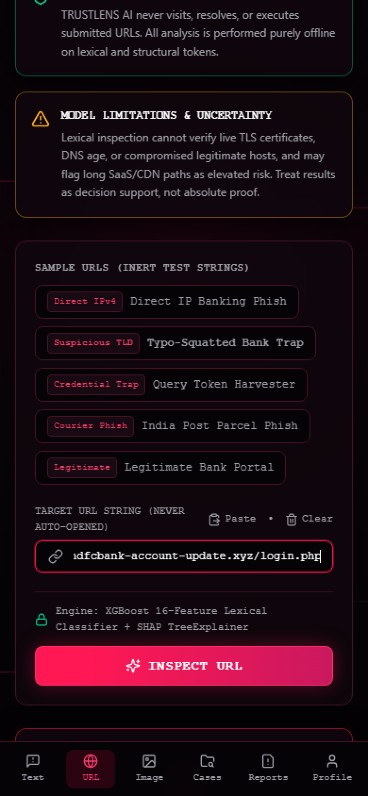 TRUSTLENS AI never visits, resolves, or executes
submitted URLs. All analysis is performed purely offline
on lexical and structural tokens.
MODEL LIMITATIONS & UNCERTAINTY
Lexical inspection cannot verify live TLS certificates,
DNS age, or compromised legitimate hosts, and may
flag long SaaS/CDN paths as elevated risk. Treat results
as decision support, not absolute proof.
SAMPLE URLS (INERT TEST STRINGS)
Direct IPv4 Direct IP Banking Phish
Suspicious TLD Typo-Squatted Bank Trap
Credential Trap Query Token Harvester
Courier Phish India Post Parcel Phish
Legitimate Legitimate Bank Portal
TARGET URL STRING (NEVER
AUTO-OPENED)
Paste • Clear
dfcbank-account-update.xyz/login.php
Engine: XGBoost 16-Feature Lexical
Classifier + SHAP TreeExplainer
INSPECT URL
Text URL Image Cases Reports Profile